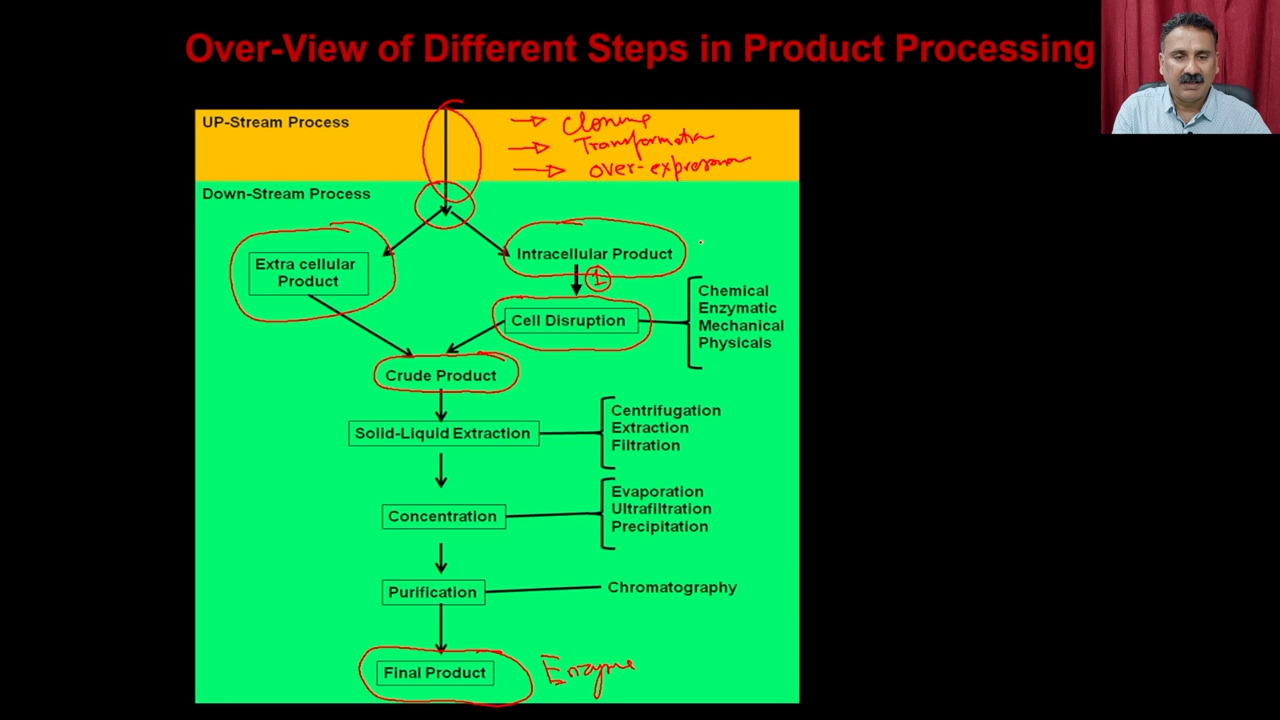 Over-View of Different Steps in Product Processing
UP-Stream Process
→ Cloning
→ Transformation
→ Over-expression
Down-Stream Process
Extra cellular
Product
Intracellular Product
1
Cell Disruption
Chemical
Enzymatic
Mechanical
Physicals
Crude Product
Solid-Liquid Extraction
Centrifugation
Extraction
Filtration
Concentration
Evaporation
Ultrafiltration
Precipitation
Purification
Chromatography
Final Product
Enzyme